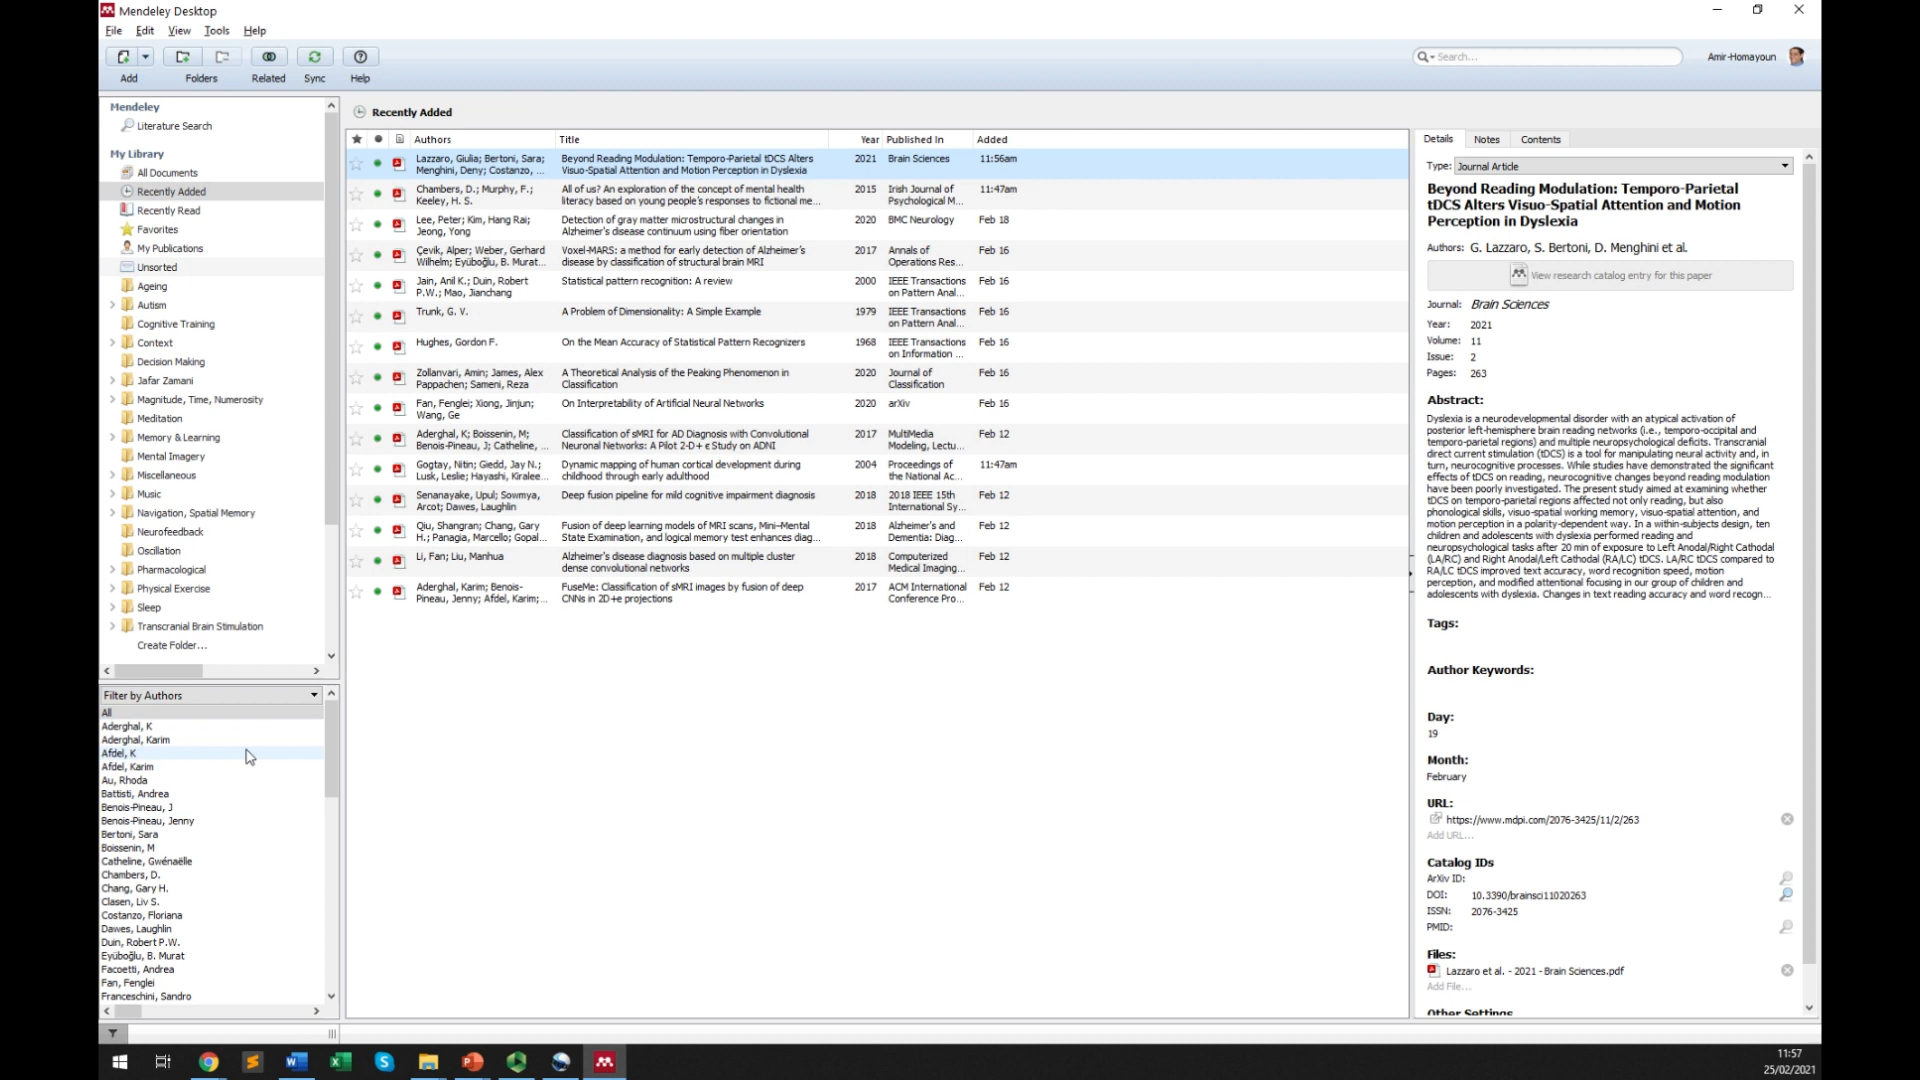 Mendeley Desktop
File Edit View Tools Help
Add Folders Related Sync Help
Search...
Amir-Homayoun
Mendeley
Literature Search
My Library
All Documents
Recently Added
Recently Read
Favorites
My Publications
Unsorted
Ageing
Autism
Cognitive Training
Context
Decision Making
Jafar Zamani
Magnitude, Time, Numerosity
Meditation
Memory & Learning
Mental Imagery
Miscellaneous
Music
Navigation, Spatial Memory
Neurofeedback
Oscillation
Pharmacological
Physical Exercise
Sleep
Transcranial Brain Stimulation
Create Folder...
Filter by Authors
All
Aderghal, K
Aderghal, Karim
Afdel, K
Afdel, Karim
Au, Rhoda
Battisti, Andrea
Benois-Pineau, J
Benois-Pineau, Jenny
Bertoni, Sara
Boissenin, M
Catheline, Gwénaëlle
Chambers, D.
Chang, Gary H.
Clasen, Liv S.
Costanzo, Floriana
Dawes, Laughlin
Duin, Robert P.W.
Eyüboğlu, B. Murat
Facoetti, Andrea
Fan, Fenglei
Franceschini, Sandro
Recently Added
Authors Title Year Published In Added
Lazzaro, Giulia; Bertoni, Sara; Beyond Reading Modulation: Temporo-Parietal tDCS Alters 2021 Brain Sciences 11:56am
Menghini, Deny; Costanzo, ... Visuo-Spatial Attention and Motion Perception in Dyslexia
Chambers, D.; Murphy, F.; All of us? An exploration of the concept of mental health 2015 Irish Journal of 11:47am
Keeley, H. S. literacy based on young people's responses to fictional me... Psychological M...
Lee, Peter; Kim, Hang Rai; Detection of gray matter microstructural changes in 2020 BMC Neurology Feb 18
Jeong, Yong Alzheimer's disease continuum using fiber orientation
Çevik, Alper; Weber, Gerhard Voxel-MARS: a method for early detection of Alzheimer's 2017 Annals of Feb 16
Wilhelm; Eyüboğlu, B. Murat... disease by classification of structural brain MRI Operations Res...
Jain, Anil K.; Duin, Robert Statistical pattern recognition: A review 2000 IEEE Transactions Feb 16
P.W.; Mao, Jianchang on Pattern Anal...
Trunk, G. V. A Problem of Dimensionality: A Simple Example 1979 IEEE Transactions Feb 16
on Pattern Anal...
Hughes, Gordon F. On the Mean Accuracy of Statistical Pattern Recognizers 1968 IEEE Transactions Feb 16
on Information ...
Zollanvari, Amin; James, Alex A Theoretical Analysis of the Peaking Phenomenon in 2020 Journal of Feb 16
Pappachen; Sameni, Reza Classification Classification
Fan, Fenglei; Xiong, Jinjun; On Interpretability of Artificial Neural Networks 2020 arXiv Feb 16
Wang, Ge
Aderghal, K; Boissenin, M; Classification of sMRI for AD Diagnosis with Convolutional 2017 MultiMedia Feb 12
Benois-Pineau, J; Catheline, ... Neuronal Networks: A Pilot 2-D+ ϵ Study on ADNI Modeling, Lectu...
Gogtay, Nitin; Giedd, Jay N.; Dynamic mapping of human cortical development during 2004 Proceedings of 11:47am
Lusk, Leslie; Hayashi, Kiralee... childhood through early adulthood the National Ac...
Senanayake, Upul; Sowmya, Deep fusion pipeline for mild cognitive impairment diagnosis 2018 2018 IEEE 15th Feb 12
Arcot; Dawes, Laughlin International Sy...
Qiu, Shangran; Chang, Gary Fusion of deep learning models of MRI scans, Mini–Mental 2018 Alzheimer's and Feb 12
H.; Panagia, Marcello; Gopal... State Examination, and logical memory test enhances diag... Dementia: Diag...
Li, Fan; Liu, Manhua Alzheimer's disease diagnosis based on multiple cluster 2018 Computerized Feb 12
dense convolutional networks Medical Imaging...
Aderghal, Karim; Benois- FuseMe: Classification of sMRI images by fusion of deep 2017 ACM International Feb 12
Pineau, Jenny; Afdel, Karim;... CNNs in 2D+e projections Conference Pro...
Details Notes Contents
Type: Journal Article
Beyond Reading Modulation: Temporo-Parietal
tDCS Alters Visuo-Spatial Attention and Motion
Perception in Dyslexia
Authors: G. Lazzaro, S. Bertoni, D. Menghini et al.
View research catalog entry for this paper
Journal: Brain Sciences
Year: 2021
Volume: 11
Issue: 2
Pages: 263
Abstract:
Dyslexia is a neurodevelopmental disorder with an atypical activation of
posterior left-hemisphere brain reading networks (i.e., temporo-occipital and
temporo-parietal regions) and multiple neuropsychological deficits. Transcranial
direct current stimulation (tDCS) is a tool for manipulating neural activity and, in
turn, neurocognitive processes. While studies have demonstrated the significant
effects of tDCS on reading, neurocognitive changes beyond reading modulation
have been poorly investigated. The present study aimed at examining whether
tDCS on temporo-parietal regions affected not only reading, but also
phonological skills, visuo-spatial working memory, visuo-spatial attention, and
motion perception in a polarity-dependent way. In a within-subjects design, ten
children and adolescents with dyslexia performed reading and
neuropsychological tasks after 20 min of exposure to Left Anodal/Right Cathodal
(LA/RC) and Right Anodal/Left Cathodal (RA/LC) tDCS. LA/RC tDCS compared to
RA/LC tDCS improved text accuracy, word recognition speed, motion
perception, and modified attentional focusing in our group of children and
adolescents with dyslexia. Changes in text reading accuracy and word recogn...
Tags:
Author Keywords:
Day:
19
Month:
February
URL:
https://www.mdpi.com/2076-3425/11/2/263
Add URL...
Catalog IDs
ArXiv ID:
DOI: 10.3390/brainsci11020263
ISSN: 2076-3425
PMID:
Files:
Lazzaro et al. - 2021 - Brain Sciences.pdf
Add File...
Other Settings
11:57
25/02/2021